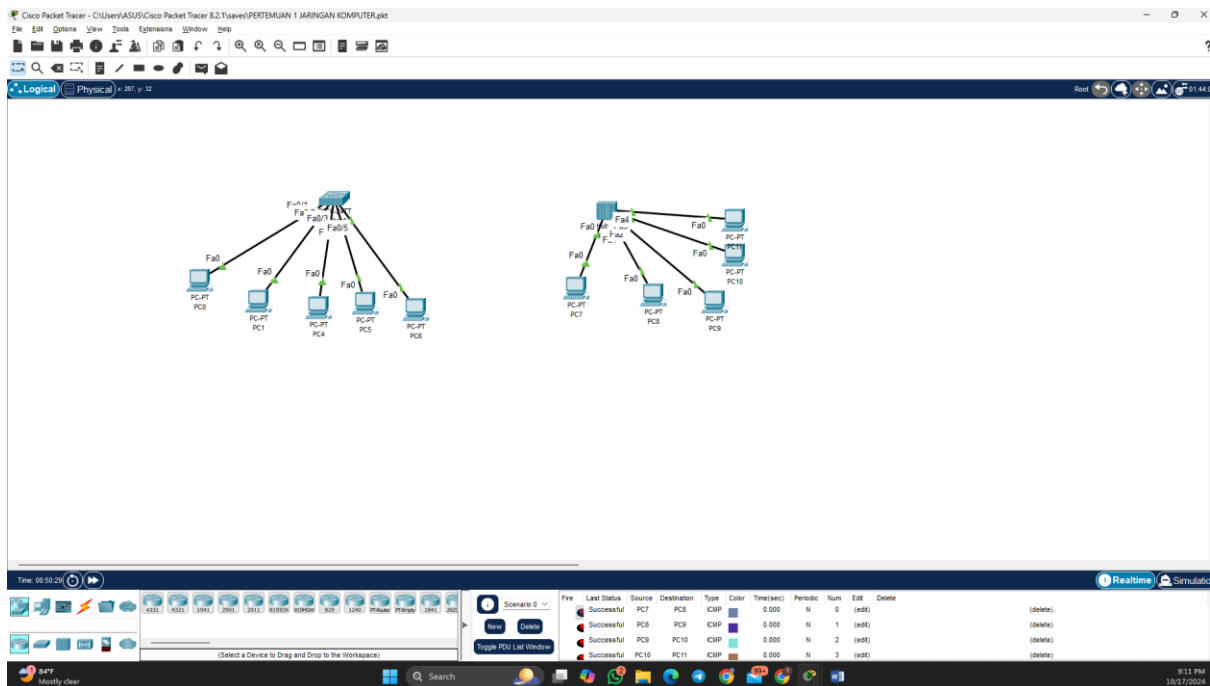 Cisco Packet Tracer - C:\Users\ASUS\Cisco Packet Tracer 8.2.1\saves\PERTEMUAN 1 JARINGAN KOMPUTER.pkt
File Edit Options View Tools Extensions Window Help
Logical Physical x: 267, y: 32 Root
Fa0/5
Fa0
Fa0
Fa0
Fa0
Fa0
PC-PT
PC0
PC-PT
PC1
PC-PT
PC4
PC-PT
PC5
PC-PT
PC6
Fa4
Fa0
Fa0
Fa0
Fa0
Fa0
PC-PT
PC11
PC-PT
PC10
PC-PT
PC7
PC-PT
PC8
PC-PT
PC9
Time: 00:50:29 Realtime Simulatio
4331 4321 1941 2901 2911 819IOX 819HGW 829 1240 PT-Router PT-Empty 1841
(Select a Device to Drag and Drop to the Workspace)
Scenario 0
New Delete
Toggle PDU List Window
Fire Last Status Source Destination Type Color Time(sec) Periodic Num Edit Delete
Successful PC7 PC8 ICMP 0.000 N 0 (edit) (delete)
Successful PC8 PC9 ICMP 0.000 N 1 (edit) (delete)
Successful PC9 PC10 ICMP 0.000 N 2 (edit) (delete)
Successful PC10 PC11 ICMP 0.000 N 3 (edit) (delete)
84°F
Mostly clear
Search
99+
9:11 PM
10/17/2024